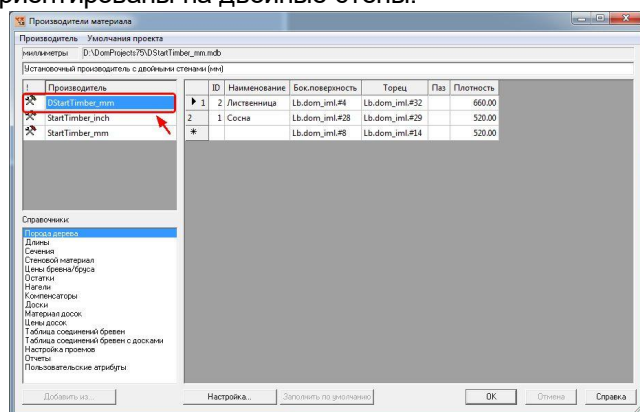 риентированы на двойные стены.
Производители материала
Производитель Умолчания проекта
миллиметры D:\DomProjects75\DStartTimber_mm.mdb
Установочный производитель с двойными стенами (мм)
! Производитель
DStartTimber_mm
StartTimber_inch
StartTimber_mm
ID Наименование Бок.поверхность Торец Паз Плотность
1 2 Лиственница Lb.dom_iml.#4 Lb.dom_iml.#32 660.00
2 1 Сосна Lb.dom_iml.#28 Lb.dom_iml.#29 520.00
* Lb.dom_iml.#8 Lb.dom_iml.#14 520.00
Справочники:
Порода дерева
Длины
Сечения
Стеновой материал
Цены бревна/бруса
Остатки
Нагели
Компенсаторы
Доски
Материал досок
Цены досок
Таблица соединений бревен
Таблица соединений бревен с досками
Настройка проемов
Отчеты
Пользовательские атрибуты
Добавить из... Настройка... Заполнить по умолчанию OK Отмена Справка